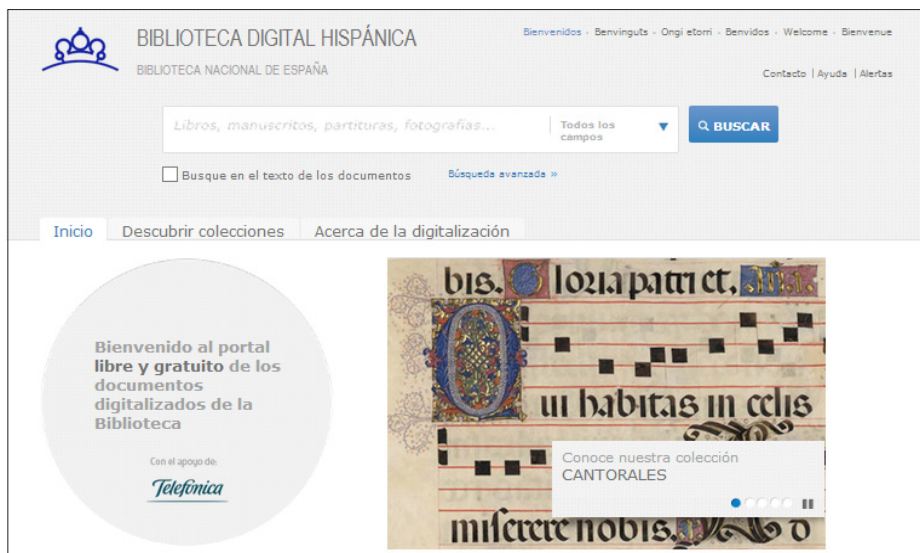 BIBLIOTECA DIGITAL HISPÁNICA
BIBLIOTECA NACIONAL DE ESPAÑA
Bienvenidos - Benvinguts - Ongi etorri - Benvidos - Welcome - Bienvenue
Contacto | Ayuda | Alertas
Libros, manuscritos, partituras, fotografías...
Todos los
campos
BUSCAR
Busque en el texto de los documentos
Búsqueda avanzada »
Inicio
Descubrir colecciones
Acerca de la digitalización
Bienvenido al portal
libre y gratuito de los
documentos
digitalizados de la
Biblioteca
Con el apoyo de:
Telefónica
bis. Gloria patri et,
Qui habitas in celis
Conoce nuestra colección
CANTORALES
miserere nobis.